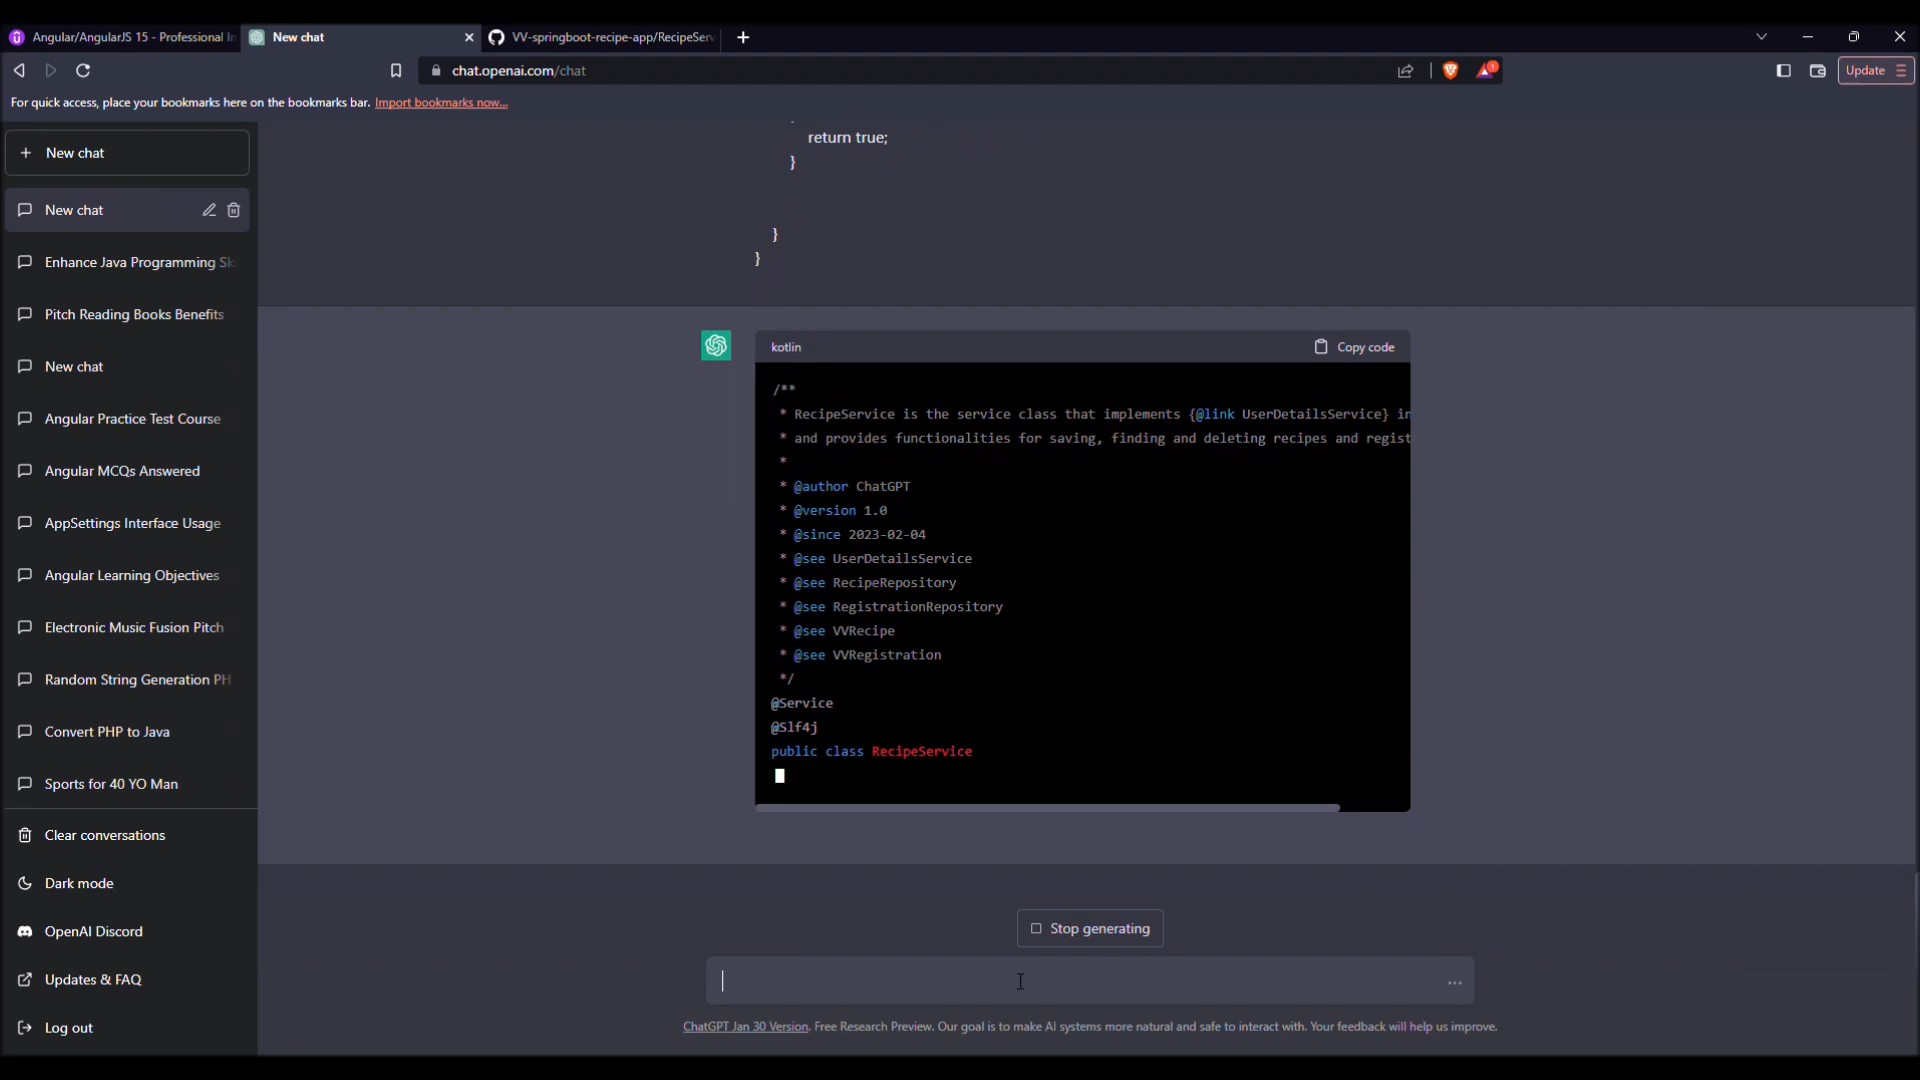 Angular/AngularJS 15 - Professional In
New chat
VV-springboot-recipe-app/RecipeServ
chat.openai.com/chat
1
Update
For quick access, place your bookmarks here on the bookmarks bar. Import bookmarks now...
New chat
New chat
Enhance Java Programming Sk
Pitch Reading Books Benefits
New chat
Angular Practice Test Course
Angular MCQs Answered
AppSettings Interface Usage
Angular Learning Objectives
Electronic Music Fusion Pitch
Random String Generation PH
Convert PHP to Java
Sports for 40 YO Man
Clear conversations
Dark mode
OpenAI Discord
Updates & FAQ
Log out
return true;
}
}
}
kotlin
Copy code
/**
* RecipeService is the service class that implements {@link UserDetailsService} in
* and provides functionalities for saving, finding and deleting recipes and regist
*
* @author ChatGPT
* @version 1.0
* @since 2023-02-04
* @see UserDetailsService
* @see RecipeRepository
* @see RegistrationRepository
* @see VVRecipe
* @see VVRegistration
*/
@Service
@Slf4j
public class RecipeService
Stop generating
ChatGPT Jan 30 Version. Free Research Preview. Our goal is to make AI systems more natural and safe to interact with. Your feedback will help us improve.